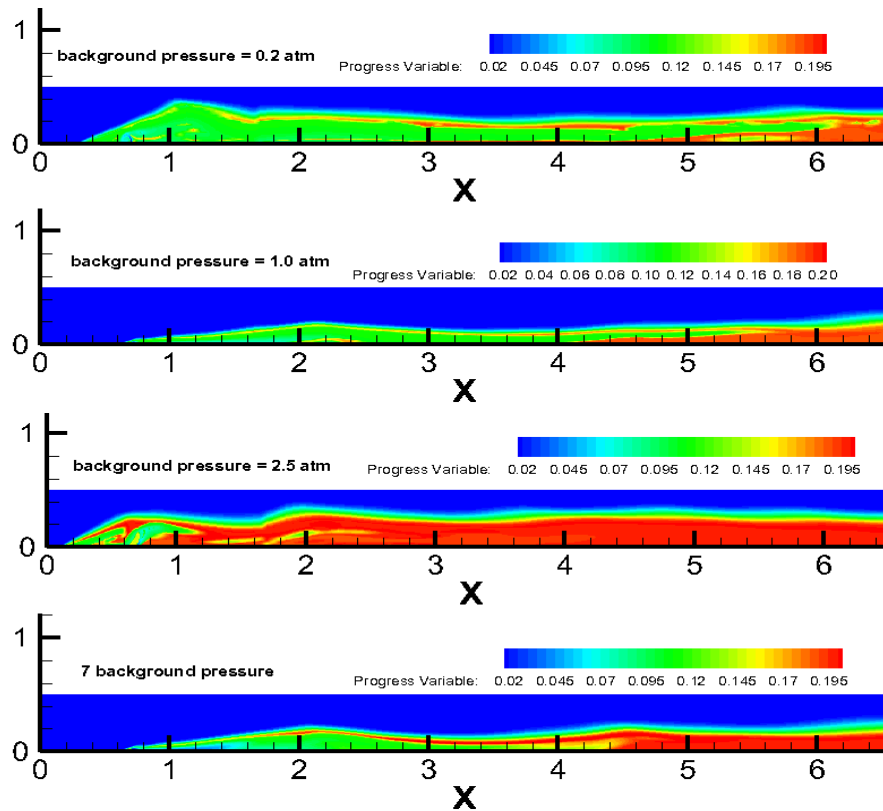 1
background pressure = 0.2 atm
Progress Variable: 0.02 0.045 0.07 0.095 0.12 0.145 0.17 0.195
0
0 1 2 3 4 5 6
X
1
background pressure = 1.0 atm
Progress Variable: 0.02 0.04 0.06 0.08 0.10 0.12 0.14 0.16 0.18 0.20
0
0 1 2 3 4 5 6
X
1
background pressure = 2.5 atm
Progress Variable: 0.02 0.045 0.07 0.095 0.12 0.145 0.17 0.195
0
0 1 2 3 4 5 6
X
1
7 background pressure
Progress Variable: 0.02 0.045 0.07 0.095 0.12 0.145 0.17 0.195
0
0 1 2 3 4 5 6
X